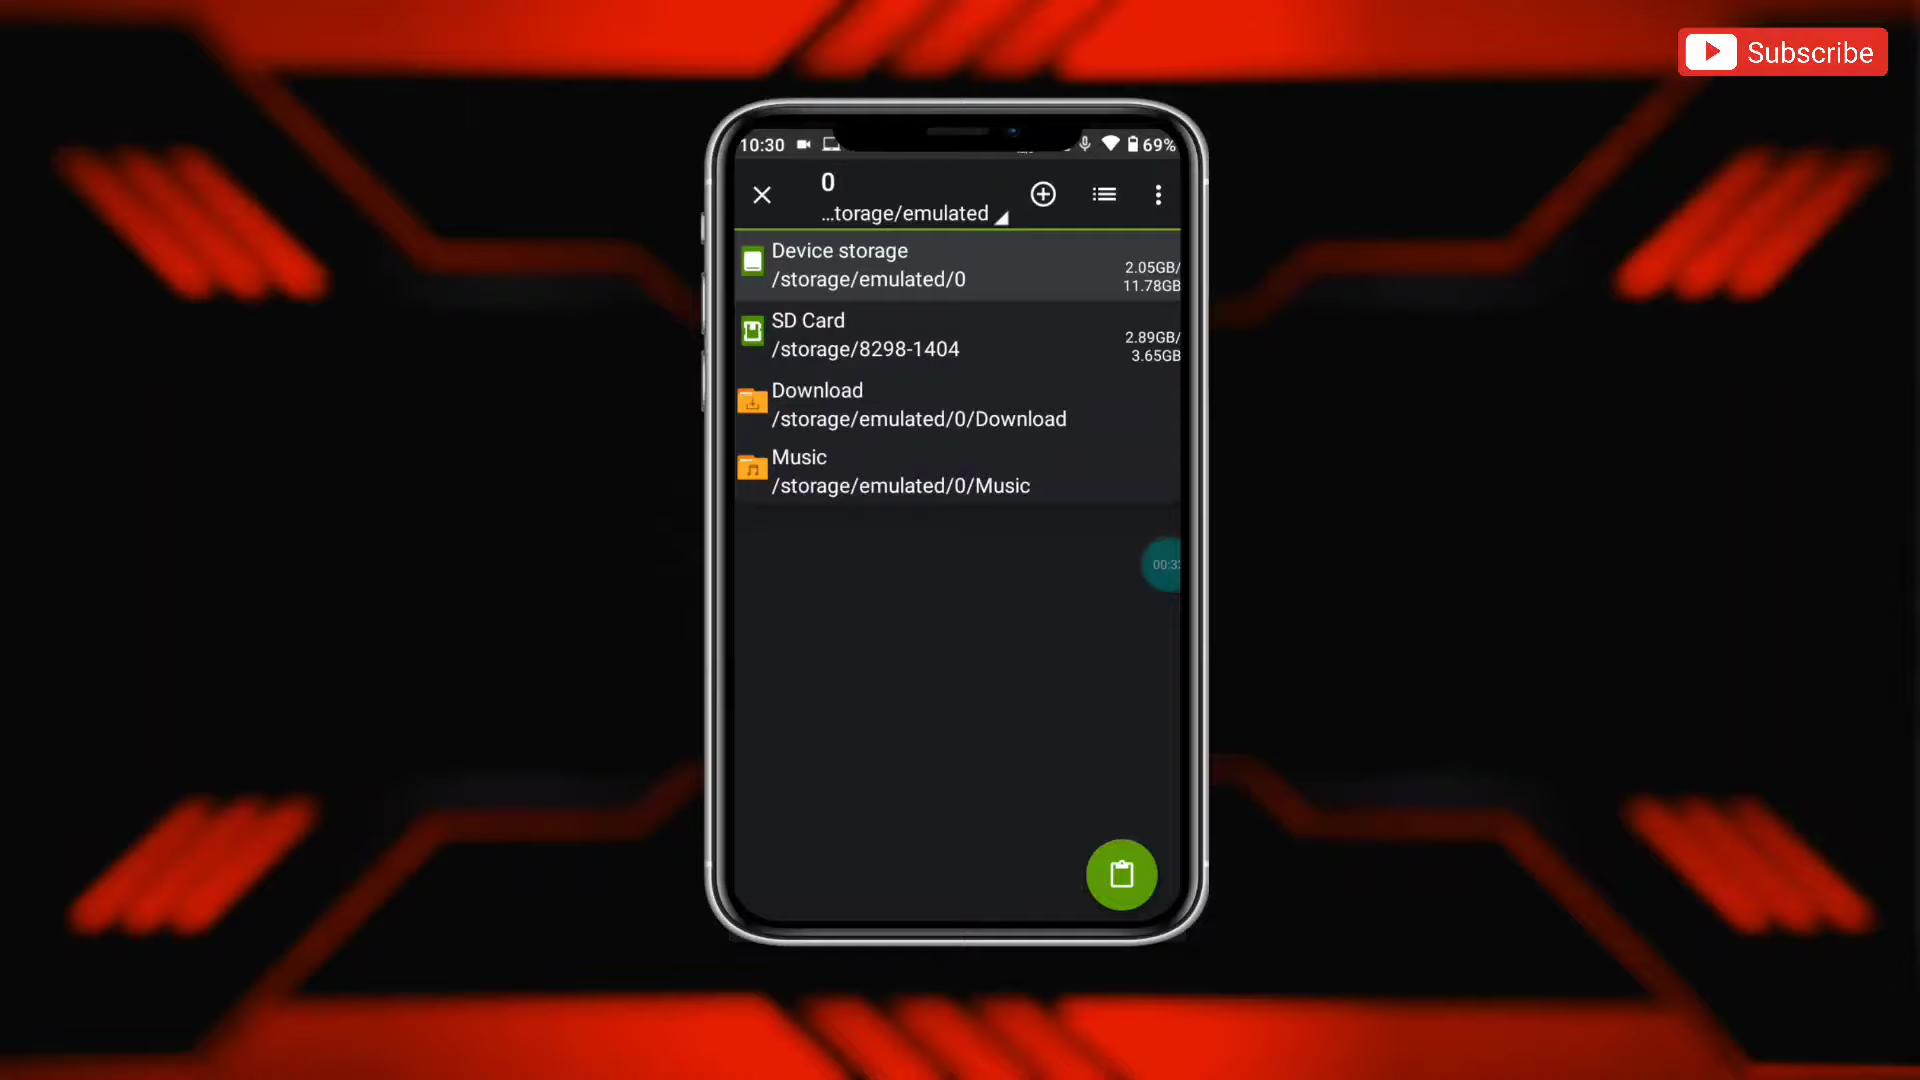 Subscribe
10:30
69%
0
...torage/emulated
Device storage
/storage/emulated/0
2.05GB/
11.78GB
SD Card
/storage/8298-1404
2.89GB/
3.65GB
Download
/storage/emulated/0/Download
Music
/storage/emulated/0/Music